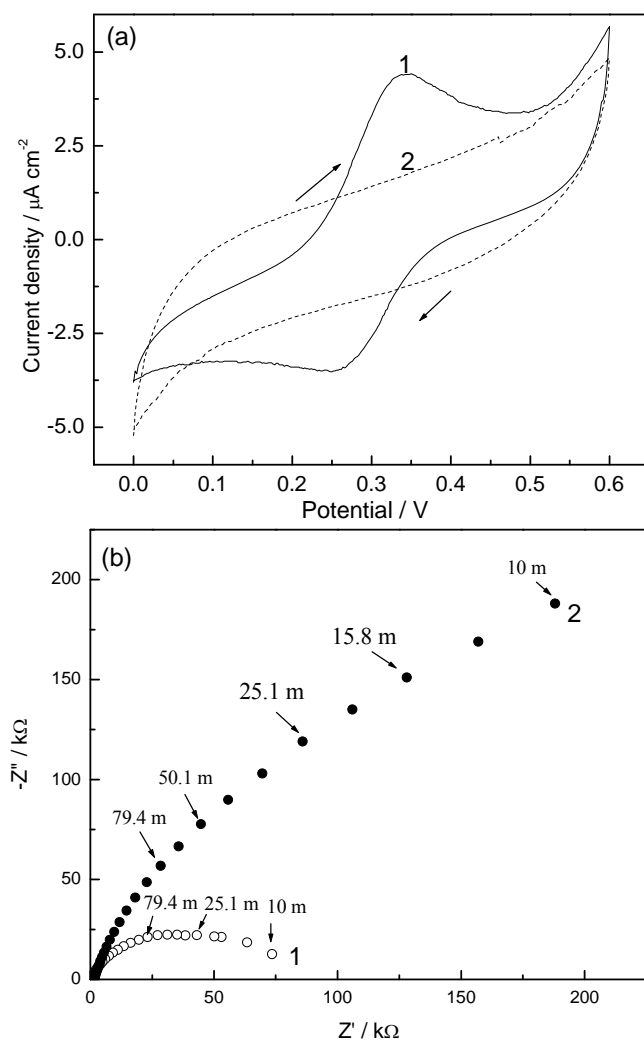 (a)
5.0
2.5
0.0
-2.5
-5.0
Current density / μA cm-2
1
2
0.0 0.1 0.2 0.3 0.4 0.5 0.6
Potential / V
(b)
200
150
100
50
0
-Z'' / kΩ
10 m
2
15.8 m
25.1 m
50.1 m
79.4 m
79.4 m
25.1 m
10 m
1
0 50 100 150 200
Z' / kΩ